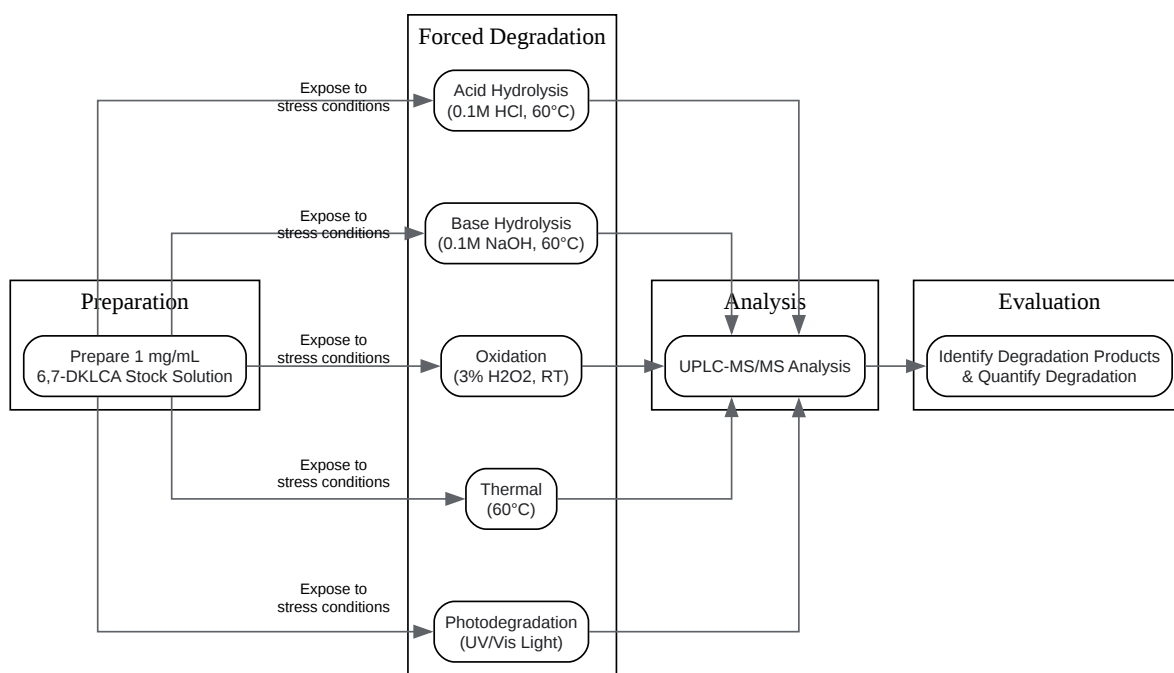 Forced Degradation
Expose to
stress conditions
Acid Hydrolysis
(0.1M HCl, 60°C)
Expose to
stress conditions
Base Hydrolysis
(0.1M NaOH, 60°C)
Preparation
Analysis
Evaluation
Prepare 1 mg/mL
6,7-DKLCA Stock Solution
Expose to
stress conditions
Oxidation
(3% H2O2, RT)
UPLC-MS/MS Analysis
Identify Degradation Products
& Quantify Degradation
Expose to
stress conditions
Thermal
(60°C)
Expose to
stress conditions
Photodegradation
(UV/Vis Light)